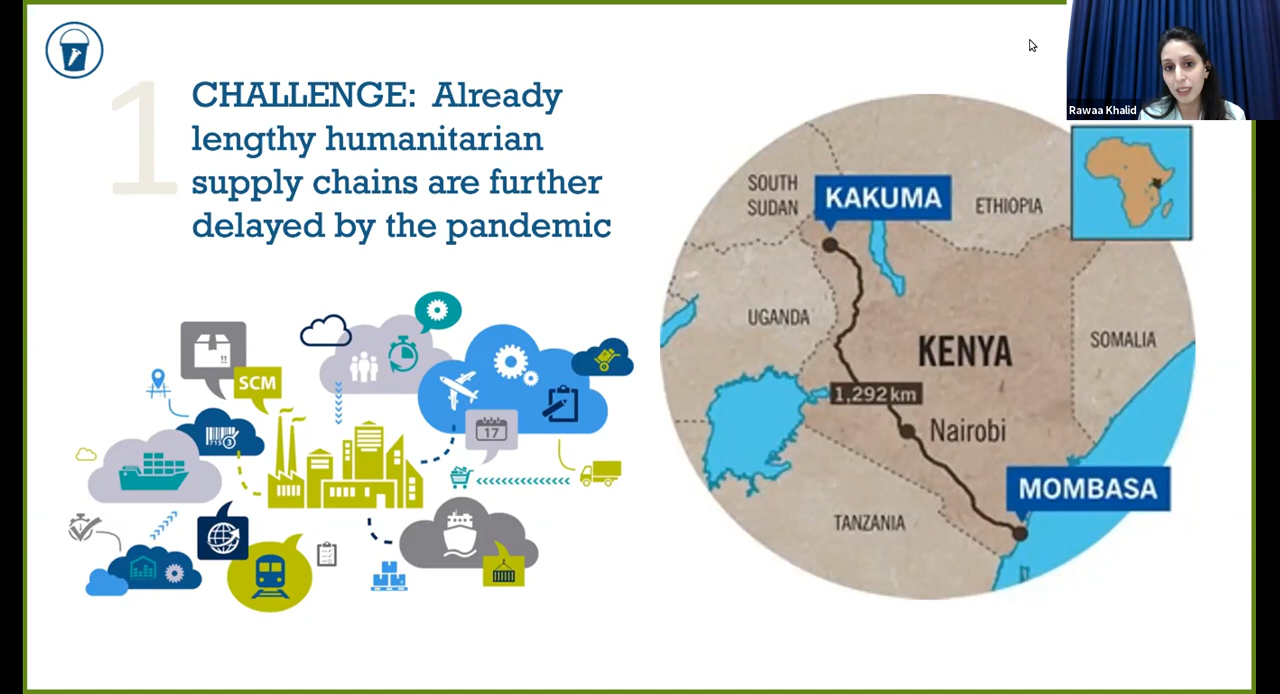 1
CHALLENGE: Already
lengthy humanitarian
supply chains are further
delayed by the pandemic
Rawaa Khalid
SCM
17
SOUTH
SUDAN
KAKUMA
ETHIOPIA
UGANDA
KENYA
SOMALIA
1,292 km
Nairobi
MOMBASA
TANZANIA